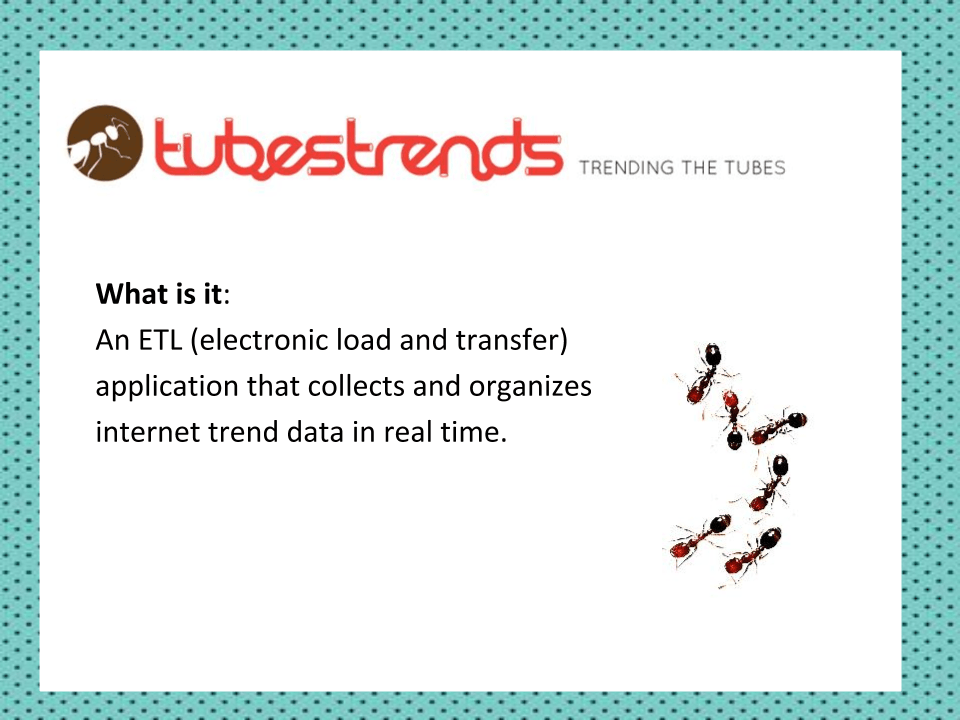 tubestrends TRENDING THE TUBES
What is it:
An ETL (electronic load and transfer)
application that collects and organizes
internet trend data in real time.